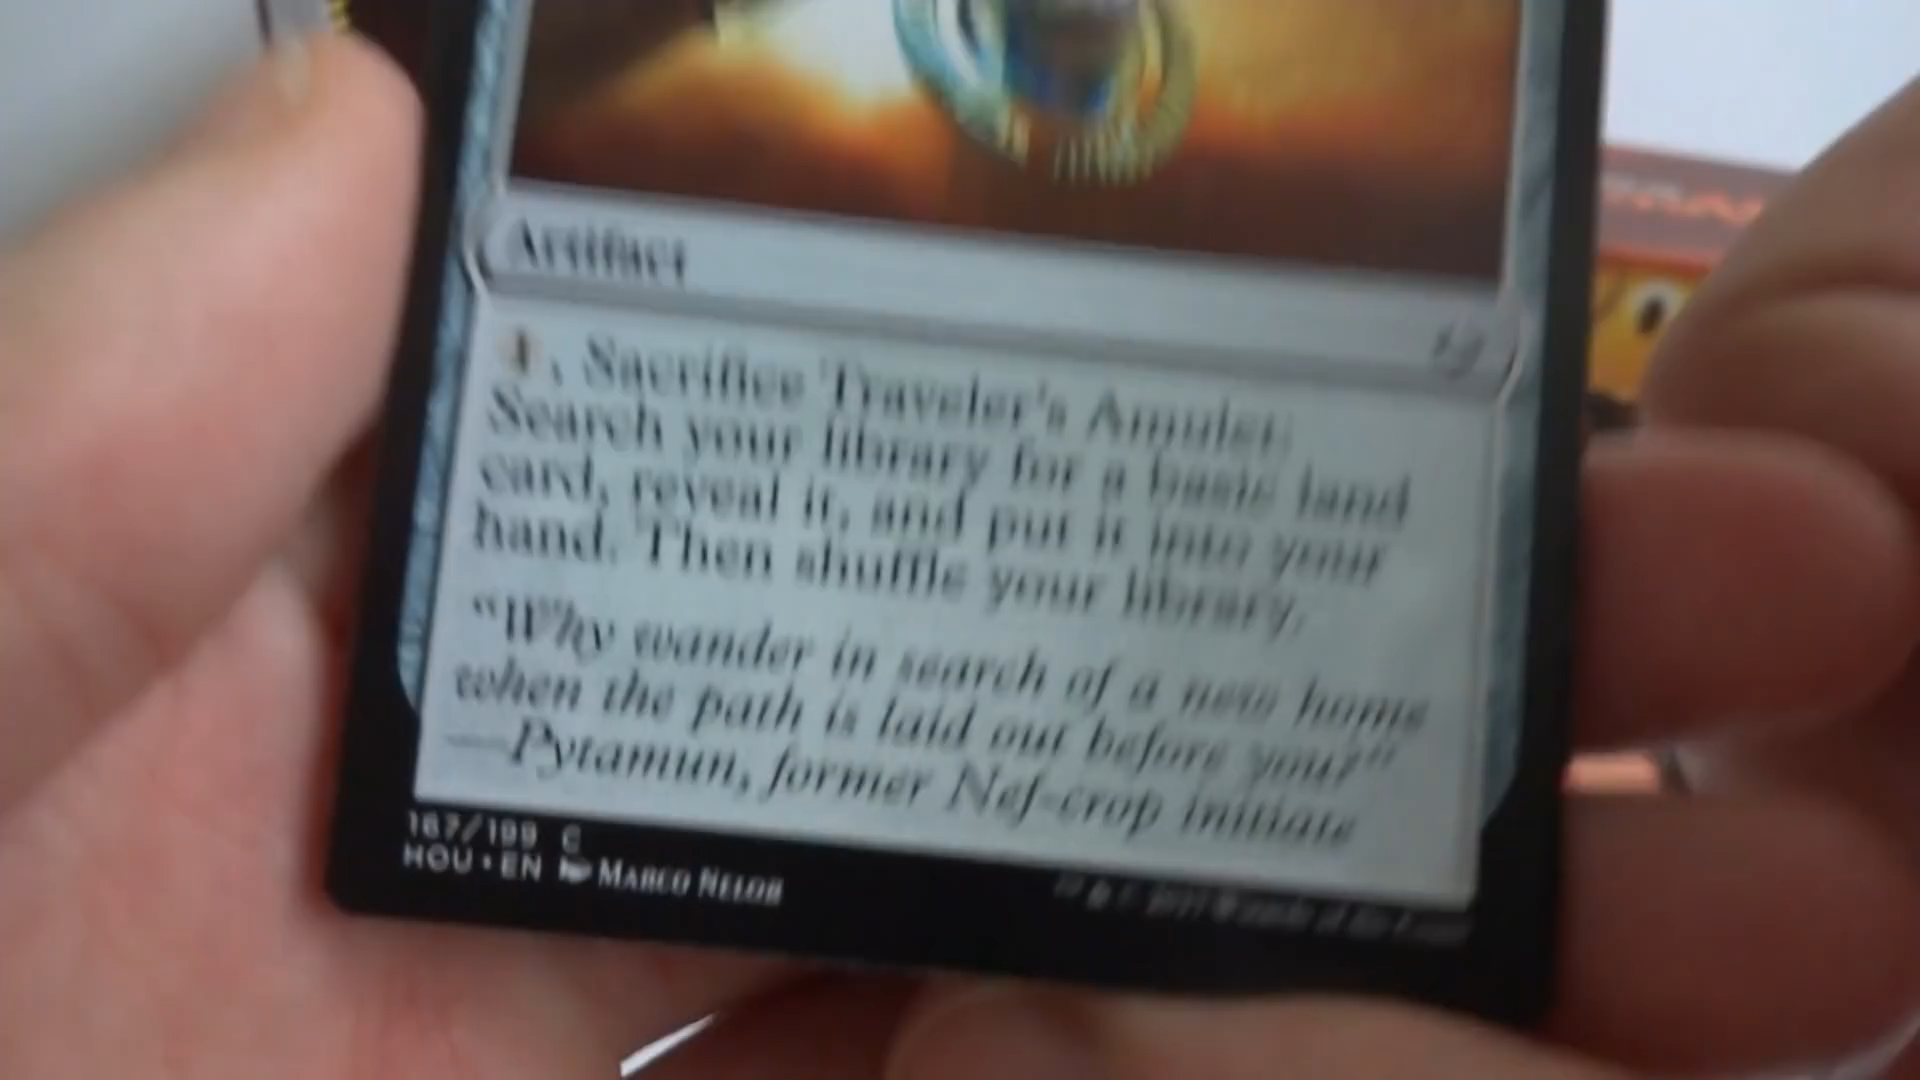 Artifact
1, Sacrifice Traveler's Amulet:
Search your library for a basic land
card, reveal it, and put it into your
hand. Then shuffle your library.
"Why wander in search of a new home
when the path is laid out before you?"
—Pytamun, former Nef-crop initiate
167/199 C
HOU • EN Marco Nelor